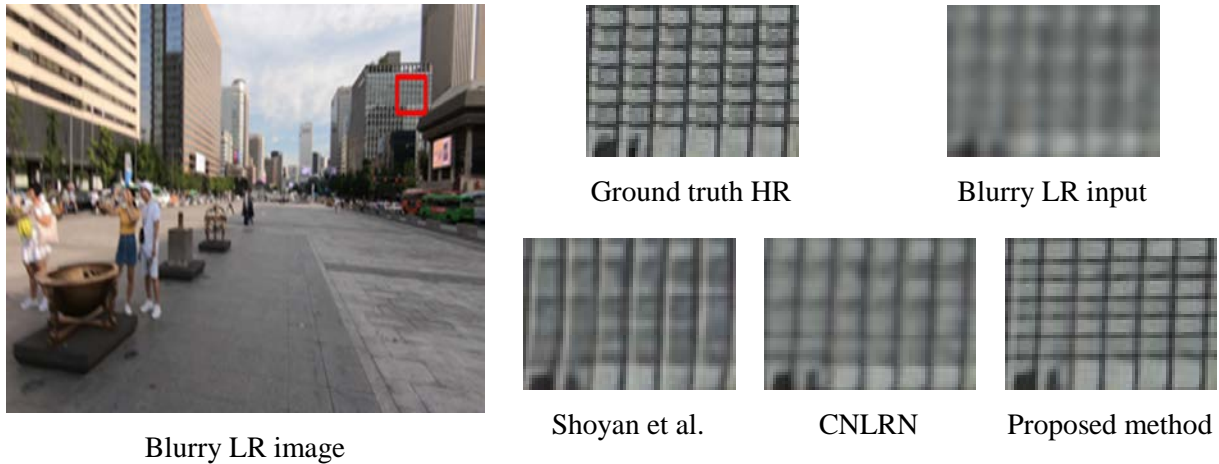 Ground truth HR
Blurry LR input
Shoyan et al.
CNLRN
Proposed method
Blurry LR image